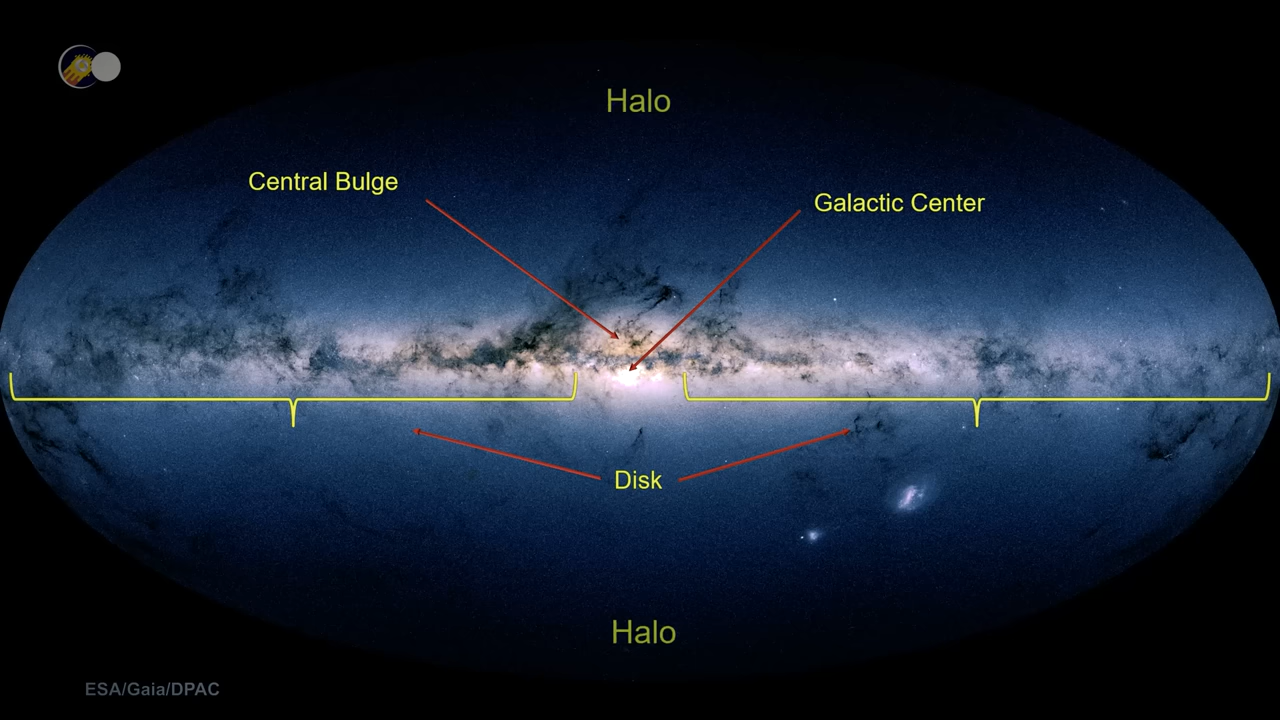 Halo
Central Bulge
Galactic Center
Disk
Halo
ESA/Gaia/DPAC